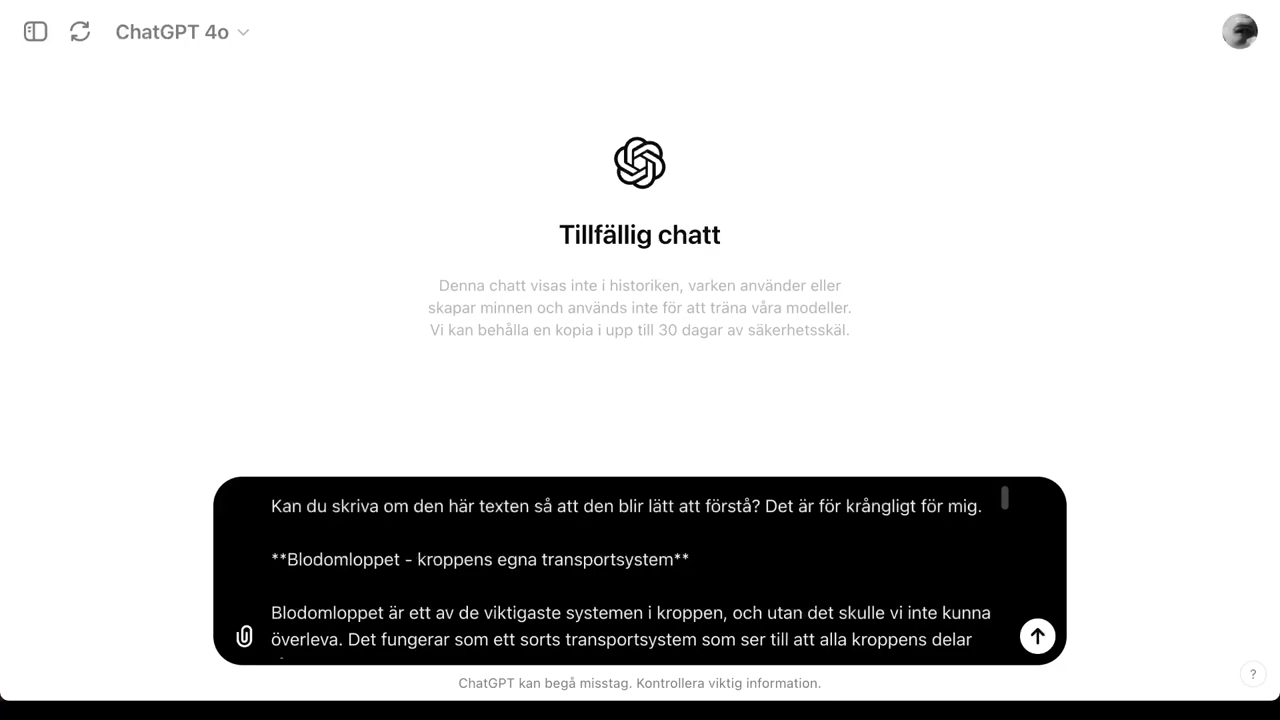 ChatGPT 4o
Tillfällig chatt
Denna chatt visas inte i historiken, varken använder eller
skapar minnen och används inte för att träna våra modeller.
Vi kan behålla en kopia i upp till 30 dagar av säkerhetsskäl.
Kan du skriva om den här texten så att den blir lätt att förstå? Det är för krångligt för mig.
**Blodomloppet - kroppens egna transportsystem**
Blodomloppet är ett av de viktigaste systemen i kroppen, och utan det skulle vi inte kunna
överleva. Det fungerar som ett sorts transportsystem som ser till att alla kroppens delar
ChatGPT kan begå misstag. Kontrollera viktig information.
?